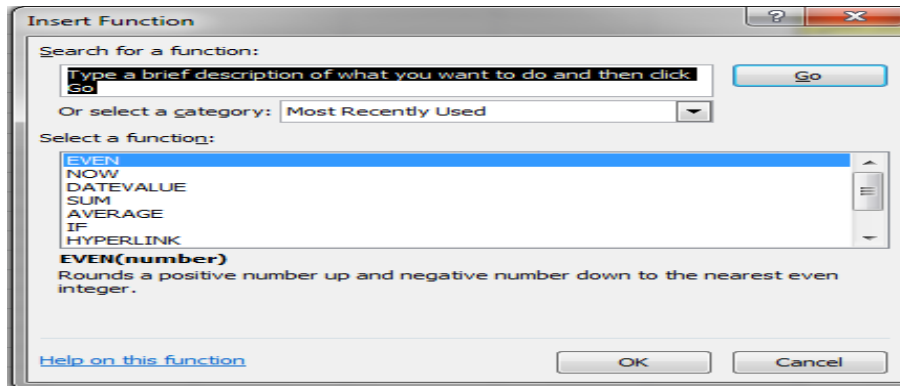 Insert Function
Search for a function:
Type a brief description of what you want to do and then click
Go
Go
Or select a category: Most Recently Used
Select a function:
EVEN
NOW
DATEVALUE
SUM
AVERAGE
IF
HYPERLINK
EVEN(number)
Rounds a positive number up and negative number down to the nearest even
integer.
Help on this function
OK
Cancel